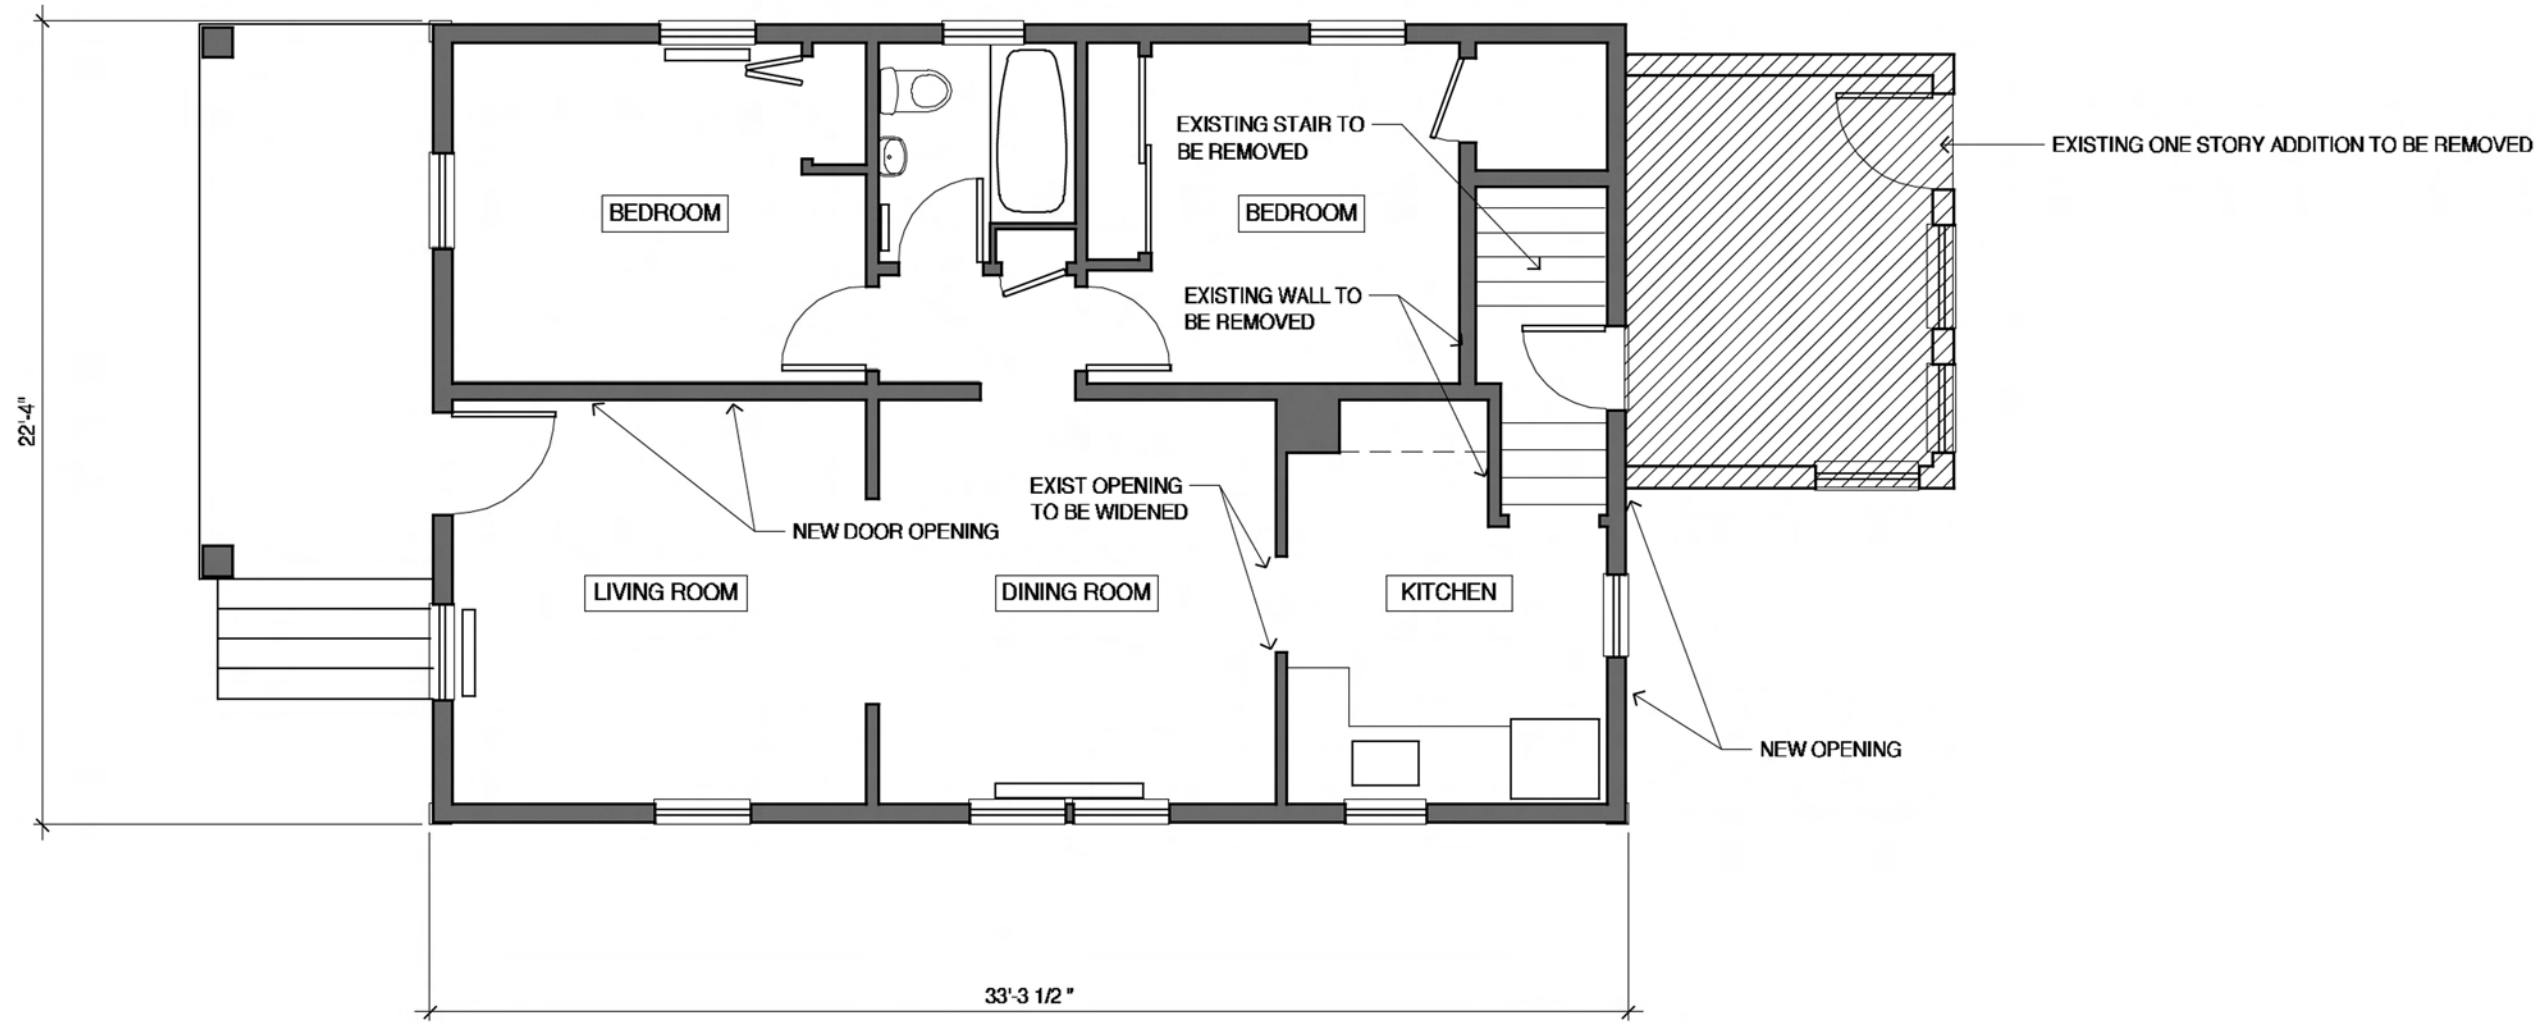 EXISTING STAIR TO
BE REMOVED
EXISTING ONE STORY ADDITION TO BE REMOVED
BEDROOM
BEDROOM
EXISTING WALL TO
BE REMOVED
22'-4"
EXIST OPENING
TO BE WIDENED
NEW DOOR OPENING
LIVING ROOM
DINING ROOM
KITCHEN
NEW OPENING
33'-3 1/2 "